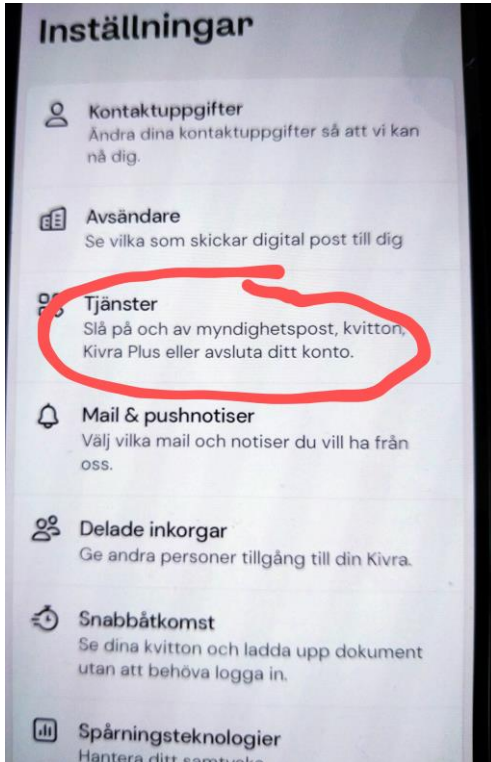 Inställningar
Kontaktuppgifter
Ändra dina kontaktuppgifter så att vi kan
nå dig.
Avsändare
Se vilka som skickar digital post till dig
Tjänster
Slå på och av myndighetspost, kvitton,
Kivra Plus eller avsluta ditt konto.
Mail & pushnotiser
Välj vilka mail och notiser du vill ha från
oss.
Delade inkorgar
Ge andra personer tillgång till din Kivra.
Snabbåtkomst
Se dina kvitton och ladda upp dokument
utan att behöva logga in.
Spårningsteknologier
Hantera ditt